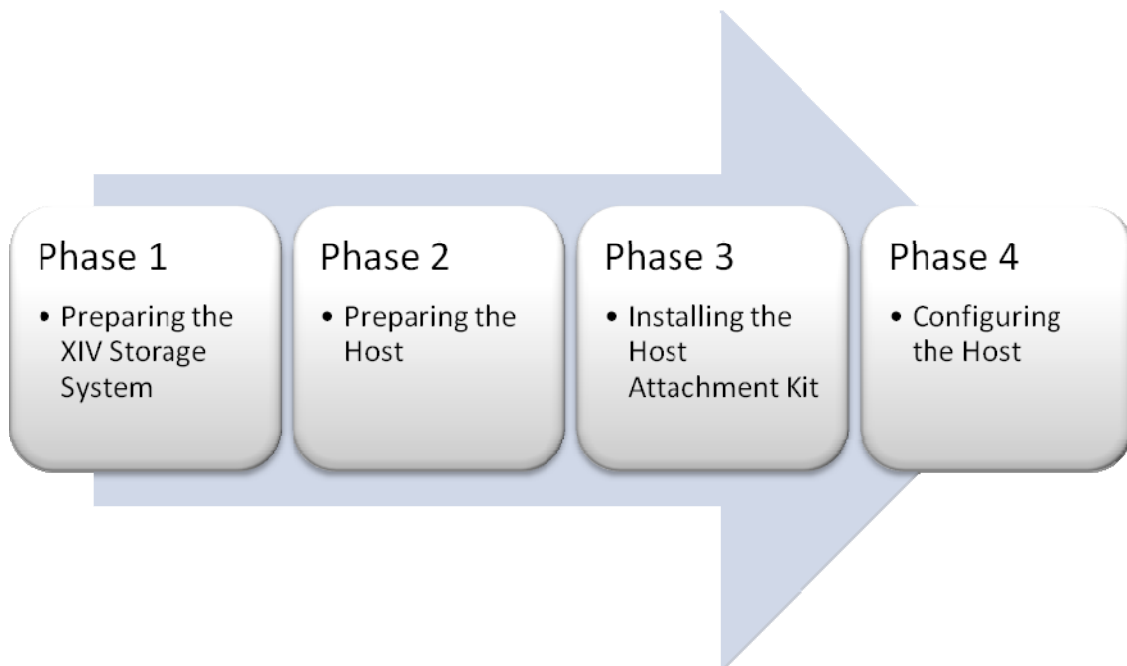 Phase 1
• Preparing the
XIV Storage
System
Phase 2
• Preparing the
Host
Phase 3
• Installing the
Host
Attachment Kit
Phase 4
• Configuring
the Host